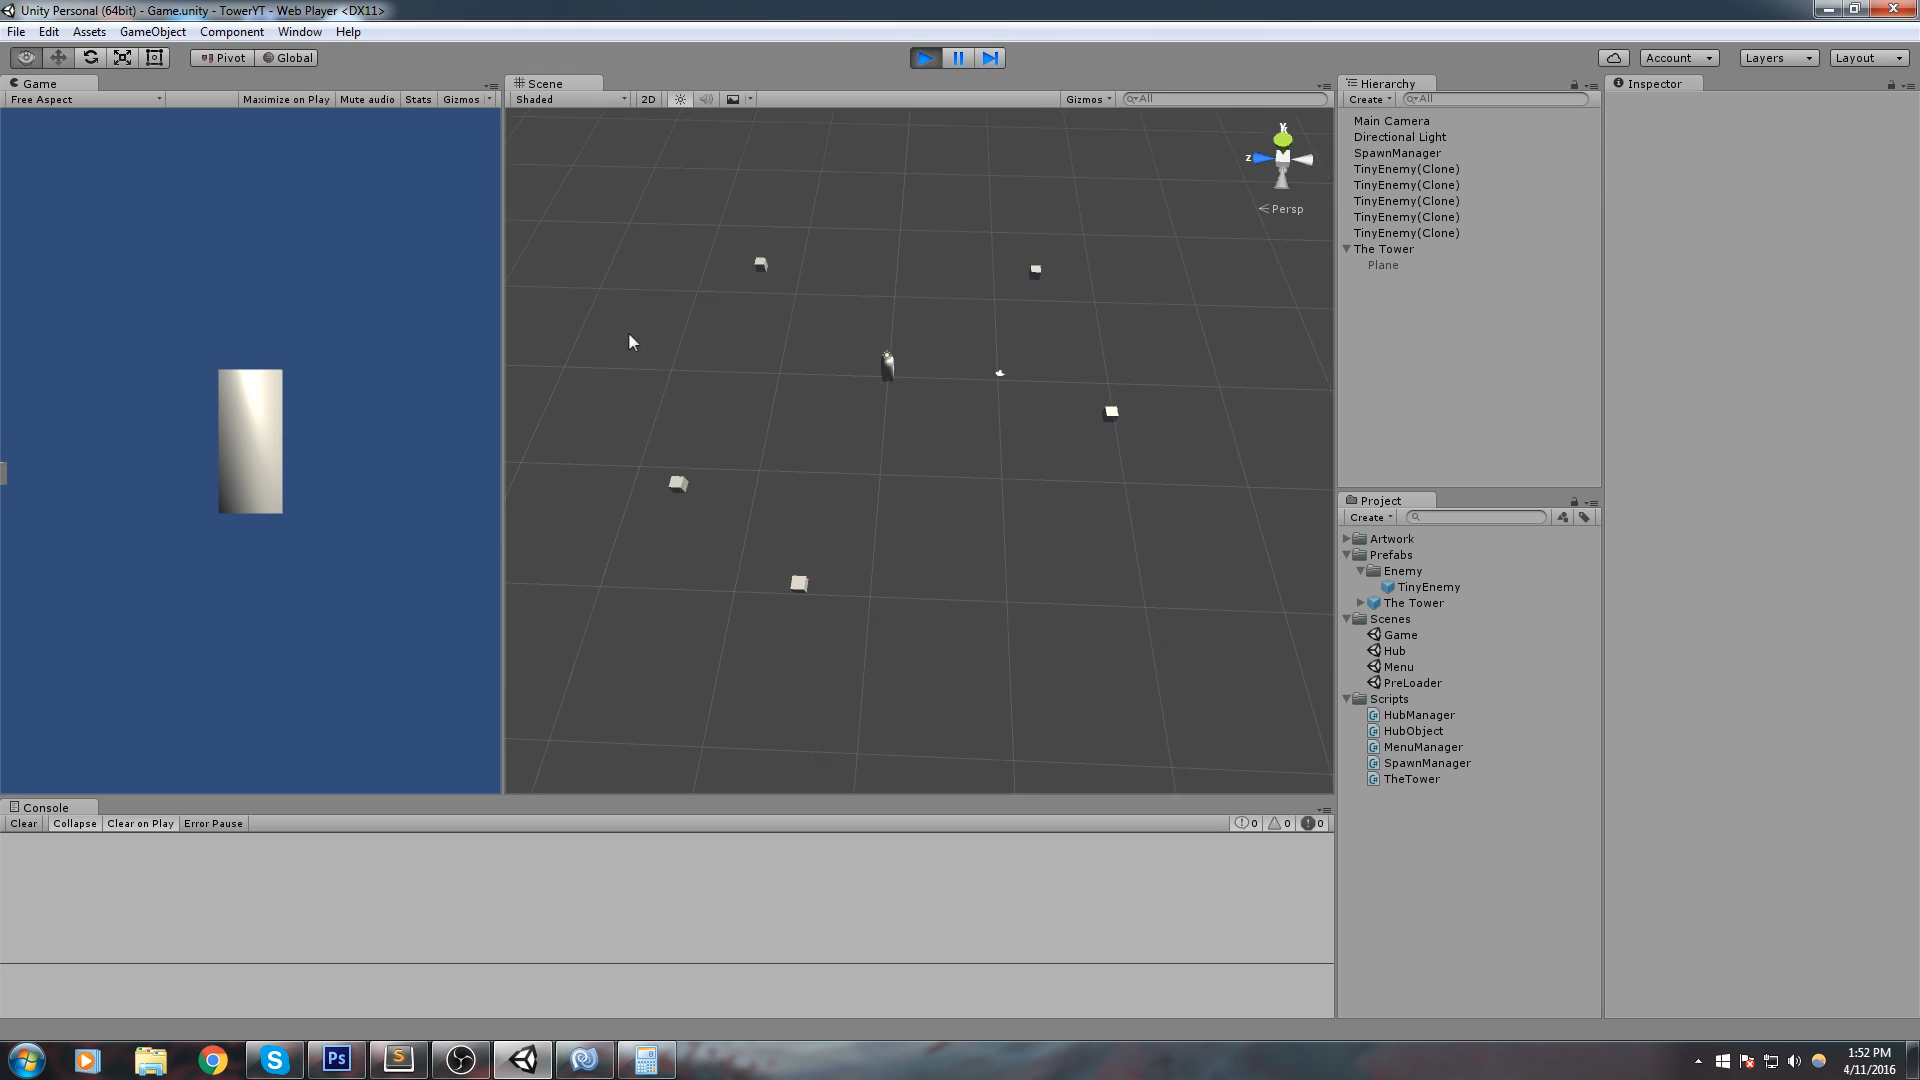 Unity Personal (64bit) - Game.unity - TowerYT - Web Player <DX11>
File Edit Assets GameObject Component Window Help
Pivot Global Account Layers Layout
Game
Free Aspect Maximize on Play Mute audio Stats Gizmos
Scene
Shaded 2D Gizmos All
Y
z
Persp
Hierarchy
Create All
Main Camera
Directional Light
SpawnManager
TinyEnemy(Clone)
TinyEnemy(Clone)
TinyEnemy(Clone)
TinyEnemy(Clone)
TinyEnemy(Clone)
The Tower
Plane
Inspector
Project
Create
Artwork
Prefabs
Enemy
TinyEnemy
The Tower
Scenes
Game
Hub
Menu
PreLoader
Scripts
HubManager
HubObject
MenuManager
SpawnManager
TheTower
Console
Clear Collapse Clear on Play Error Pause 0 0 0
S Ps S
1:52 PM
4/11/2016